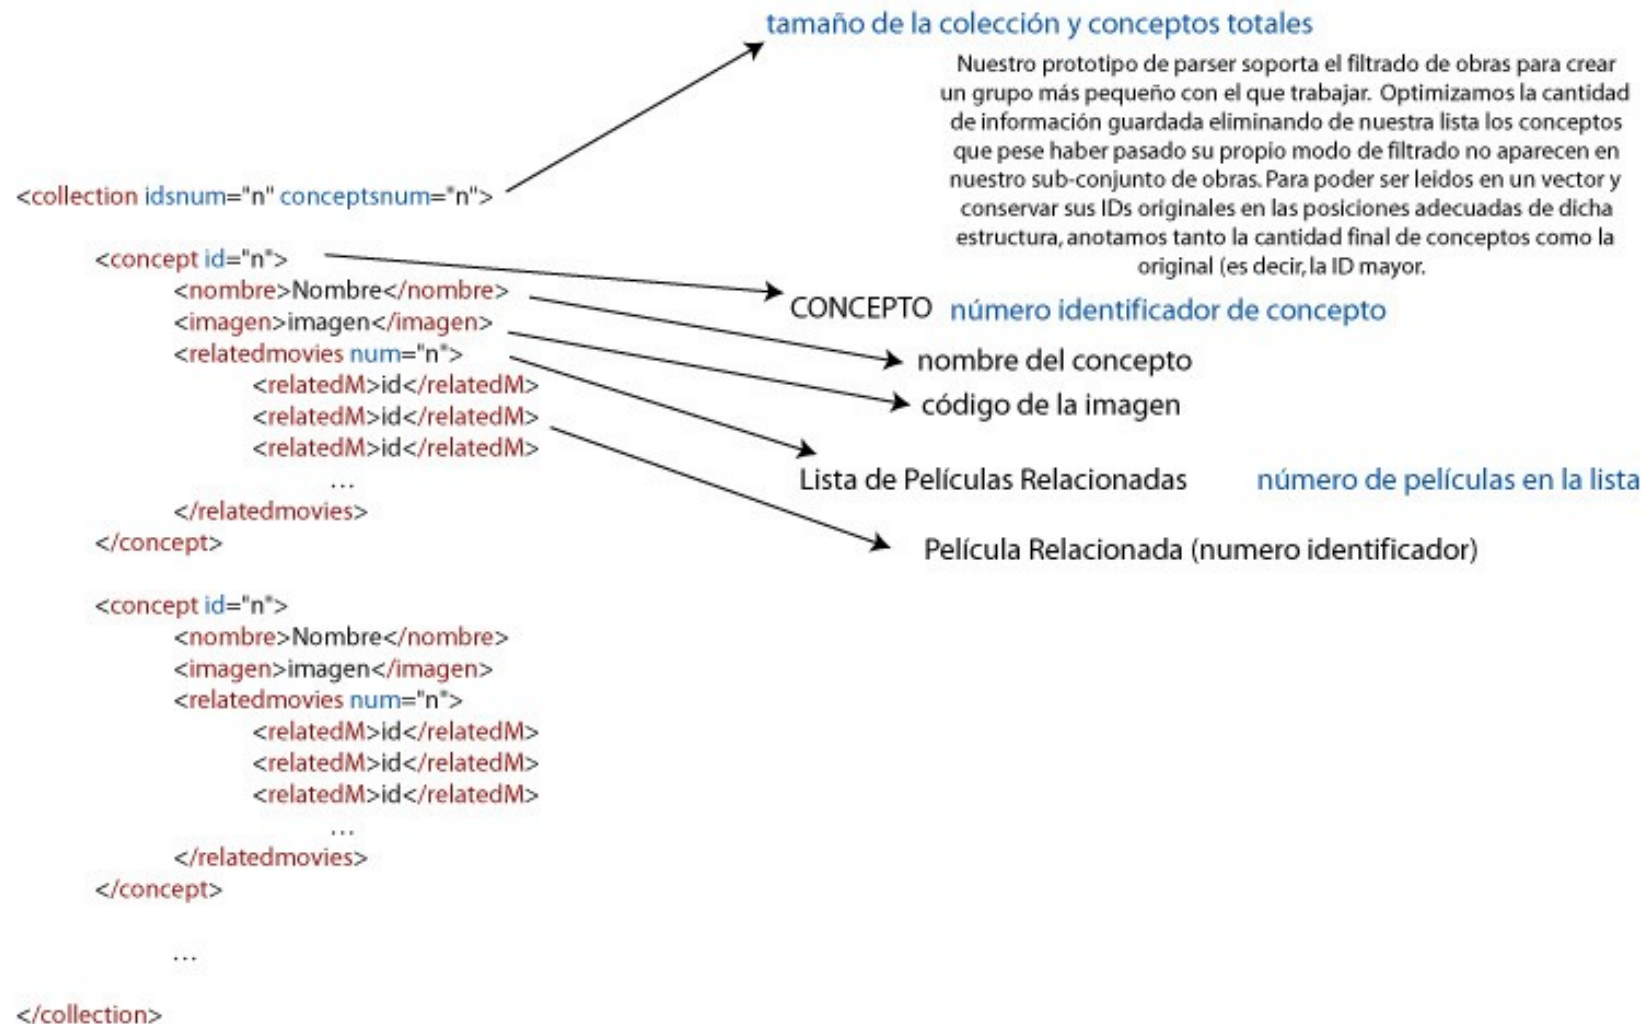 tamaño de la colección y conceptos totales
Nuestro prototipo de parser soporta el filtrado de obras para crear
un grupo más pequeño con el que trabajar. Optimizamos la cantidad
de información guardada eliminando de nuestra lista los conceptos
que pese haber pasado su propio modo de filtrado no aparecen en
nuestro sub-conjunto de obras. Para poder ser leidos en un vector y
conservar sus IDs originales en las posiciones adecuadas de dicha
estructura, anotamos tanto la cantidad final de conceptos como la
original (es decir, la ID mayor.
<collection idsnum="n" conceptsnum="n">
<concept id="n">
<nombre>Nombre</nombre>
<imagen>imagen</imagen>
<relatedmovies num="n">
<relatedM>id</relatedM>
<relatedM>id</relatedM>
<relatedM>id</relatedM>
...
</relatedmovies>
</concept>
CONCEPTO número identificador de concepto
nombre del concepto
código de la imagen
Lista de Películas Relacionadas número de películas en la lista
Película Relacionada (numero identificador)
<concept id="n">
<nombre>Nombre</nombre>
<imagen>imagen</imagen>
<relatedmovies num="n">
<relatedM>id</relatedM>
<relatedM>id</relatedM>
<relatedM>id</relatedM>
...
</relatedmovies>
</concept>
...
</collection>